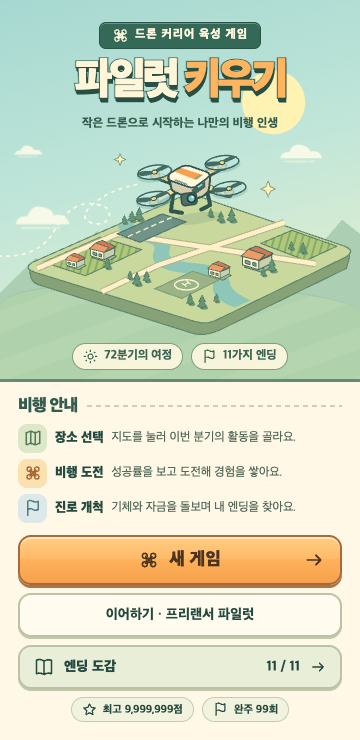 드론 커리어 육성 게임
파일럿 키우기
작은 드론으로 시작하는 나만의 비행 인생
72분기의 여정
11가지 엔딩
비행 안내
장소 선택 지도를 눌러 이번 분기의 활동을 골라요.
비행 도전 성공률을 보고 도전해 경험을 쌓아요.
진로 개척 기체와 자금을 돌보며 내 엔딩을 찾아요.
새 게임 →
이어하기 · 프리랜서 파일럿
엔딩 도감 11 / 11 →
최고 9,999,999점
완주 99회